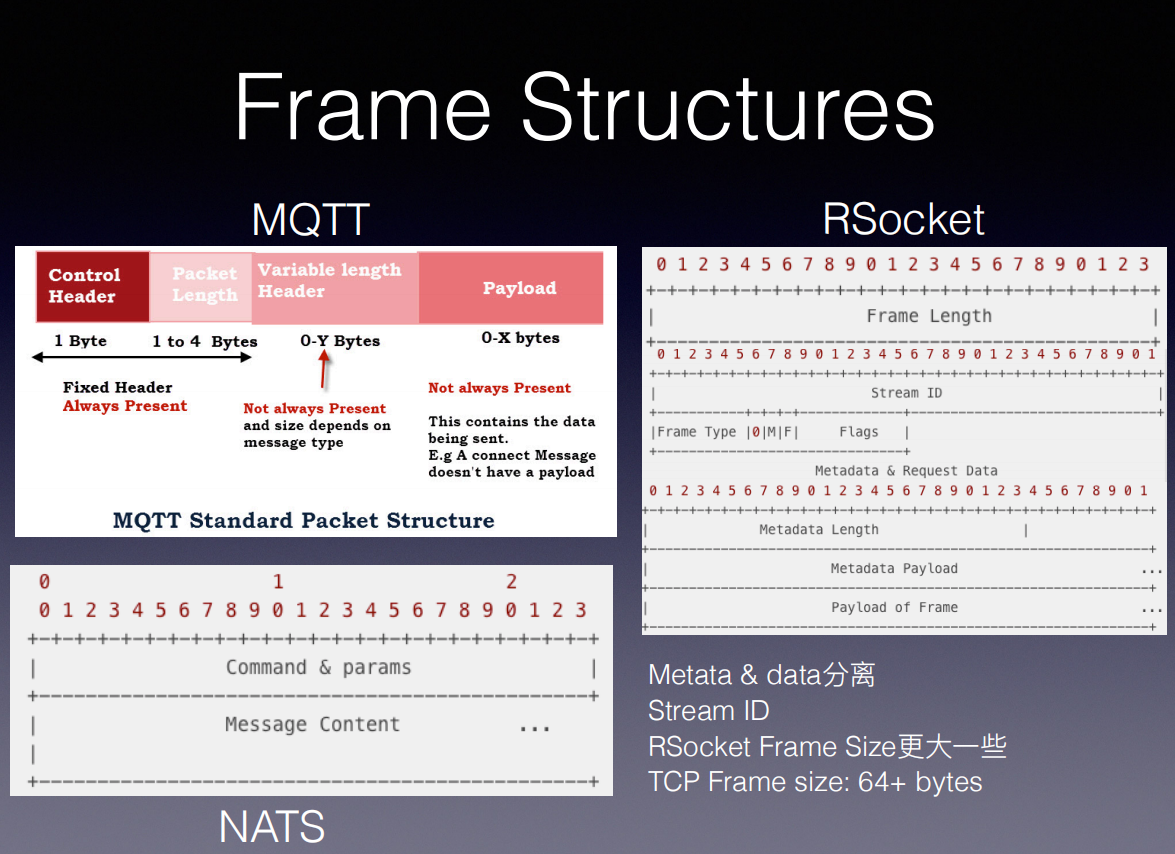 Frame Structures
MQTT
Control Header
Packet Length
Variable length Header
Payload
1 Byte
1 to 4 Bytes
0-Y Bytes
0-X bytes
Fixed Header
Always Present
Not always Present
and size depends on
message type
Not always Present
This contains the data
being sent.
E.g A connect Message
doesn't have a payload
MQTT Standard Packet Structure
0 1 2
0 1 2 3 4 5 6 7 8 9 0 1 2 3 4 5 6 7 8 9 0 1 2 3
+-+-+-+-+-+-+-+-+-+-+-+-+-+-+-+-+-+-+-+-+-+-+-+-+
| Command & params |
+-----------------------------------------------+
| Message Content ...
|
+-----------------------------------------------+
NATS
RSocket
0 1 2 3 4 5 6 7 8 9 0 1 2 3 4 5 6 7 8 9 0 1 2 3
+-+-+-+-+-+-+-+-+-+-+-+-+-+-+-+-+-+-+-+-+-+-+-+-+
| Frame Length |
+-----------------------------------------------+
0 1 2 3 4 5 6 7 8 9 0 1 2 3 4 5 6 7 8 9 0 1 2 3 4 5 6 7 8 9 0 1
+-+-+-+-+-+-+-+-+-+-+-+-+-+-+-+-+-+-+-+-+-+-+-+-+-+-+-+-+-+-+-+-+
| Stream ID |
+-----------+-+-+-+-------------+-------------------------------+
|Frame Type |0|M|F| Flags |
+-------------------------------+
Metadata & Request Data
0 1 2 3 4 5 6 7 8 9 0 1 2 3 4 5 6 7 8 9 0 1 2 3 4 5 6 7 8 9 0 1
+-+-+-+-+-+-+-+-+-+-+-+-+-+-+-+-+-+-+-+-+-+-+-+-+-+-+-+-+-+-+-+-+
| Metadata Length |
+---------------------------------------------------------------+
| Metadata Payload ...
+---------------------------------------------------------------+
| Payload of Frame ...
+---------------------------------------------------------------+
Metata & data分离
Stream ID
RSocket Frame Size更大一些
TCP Frame size: 64+ bytes